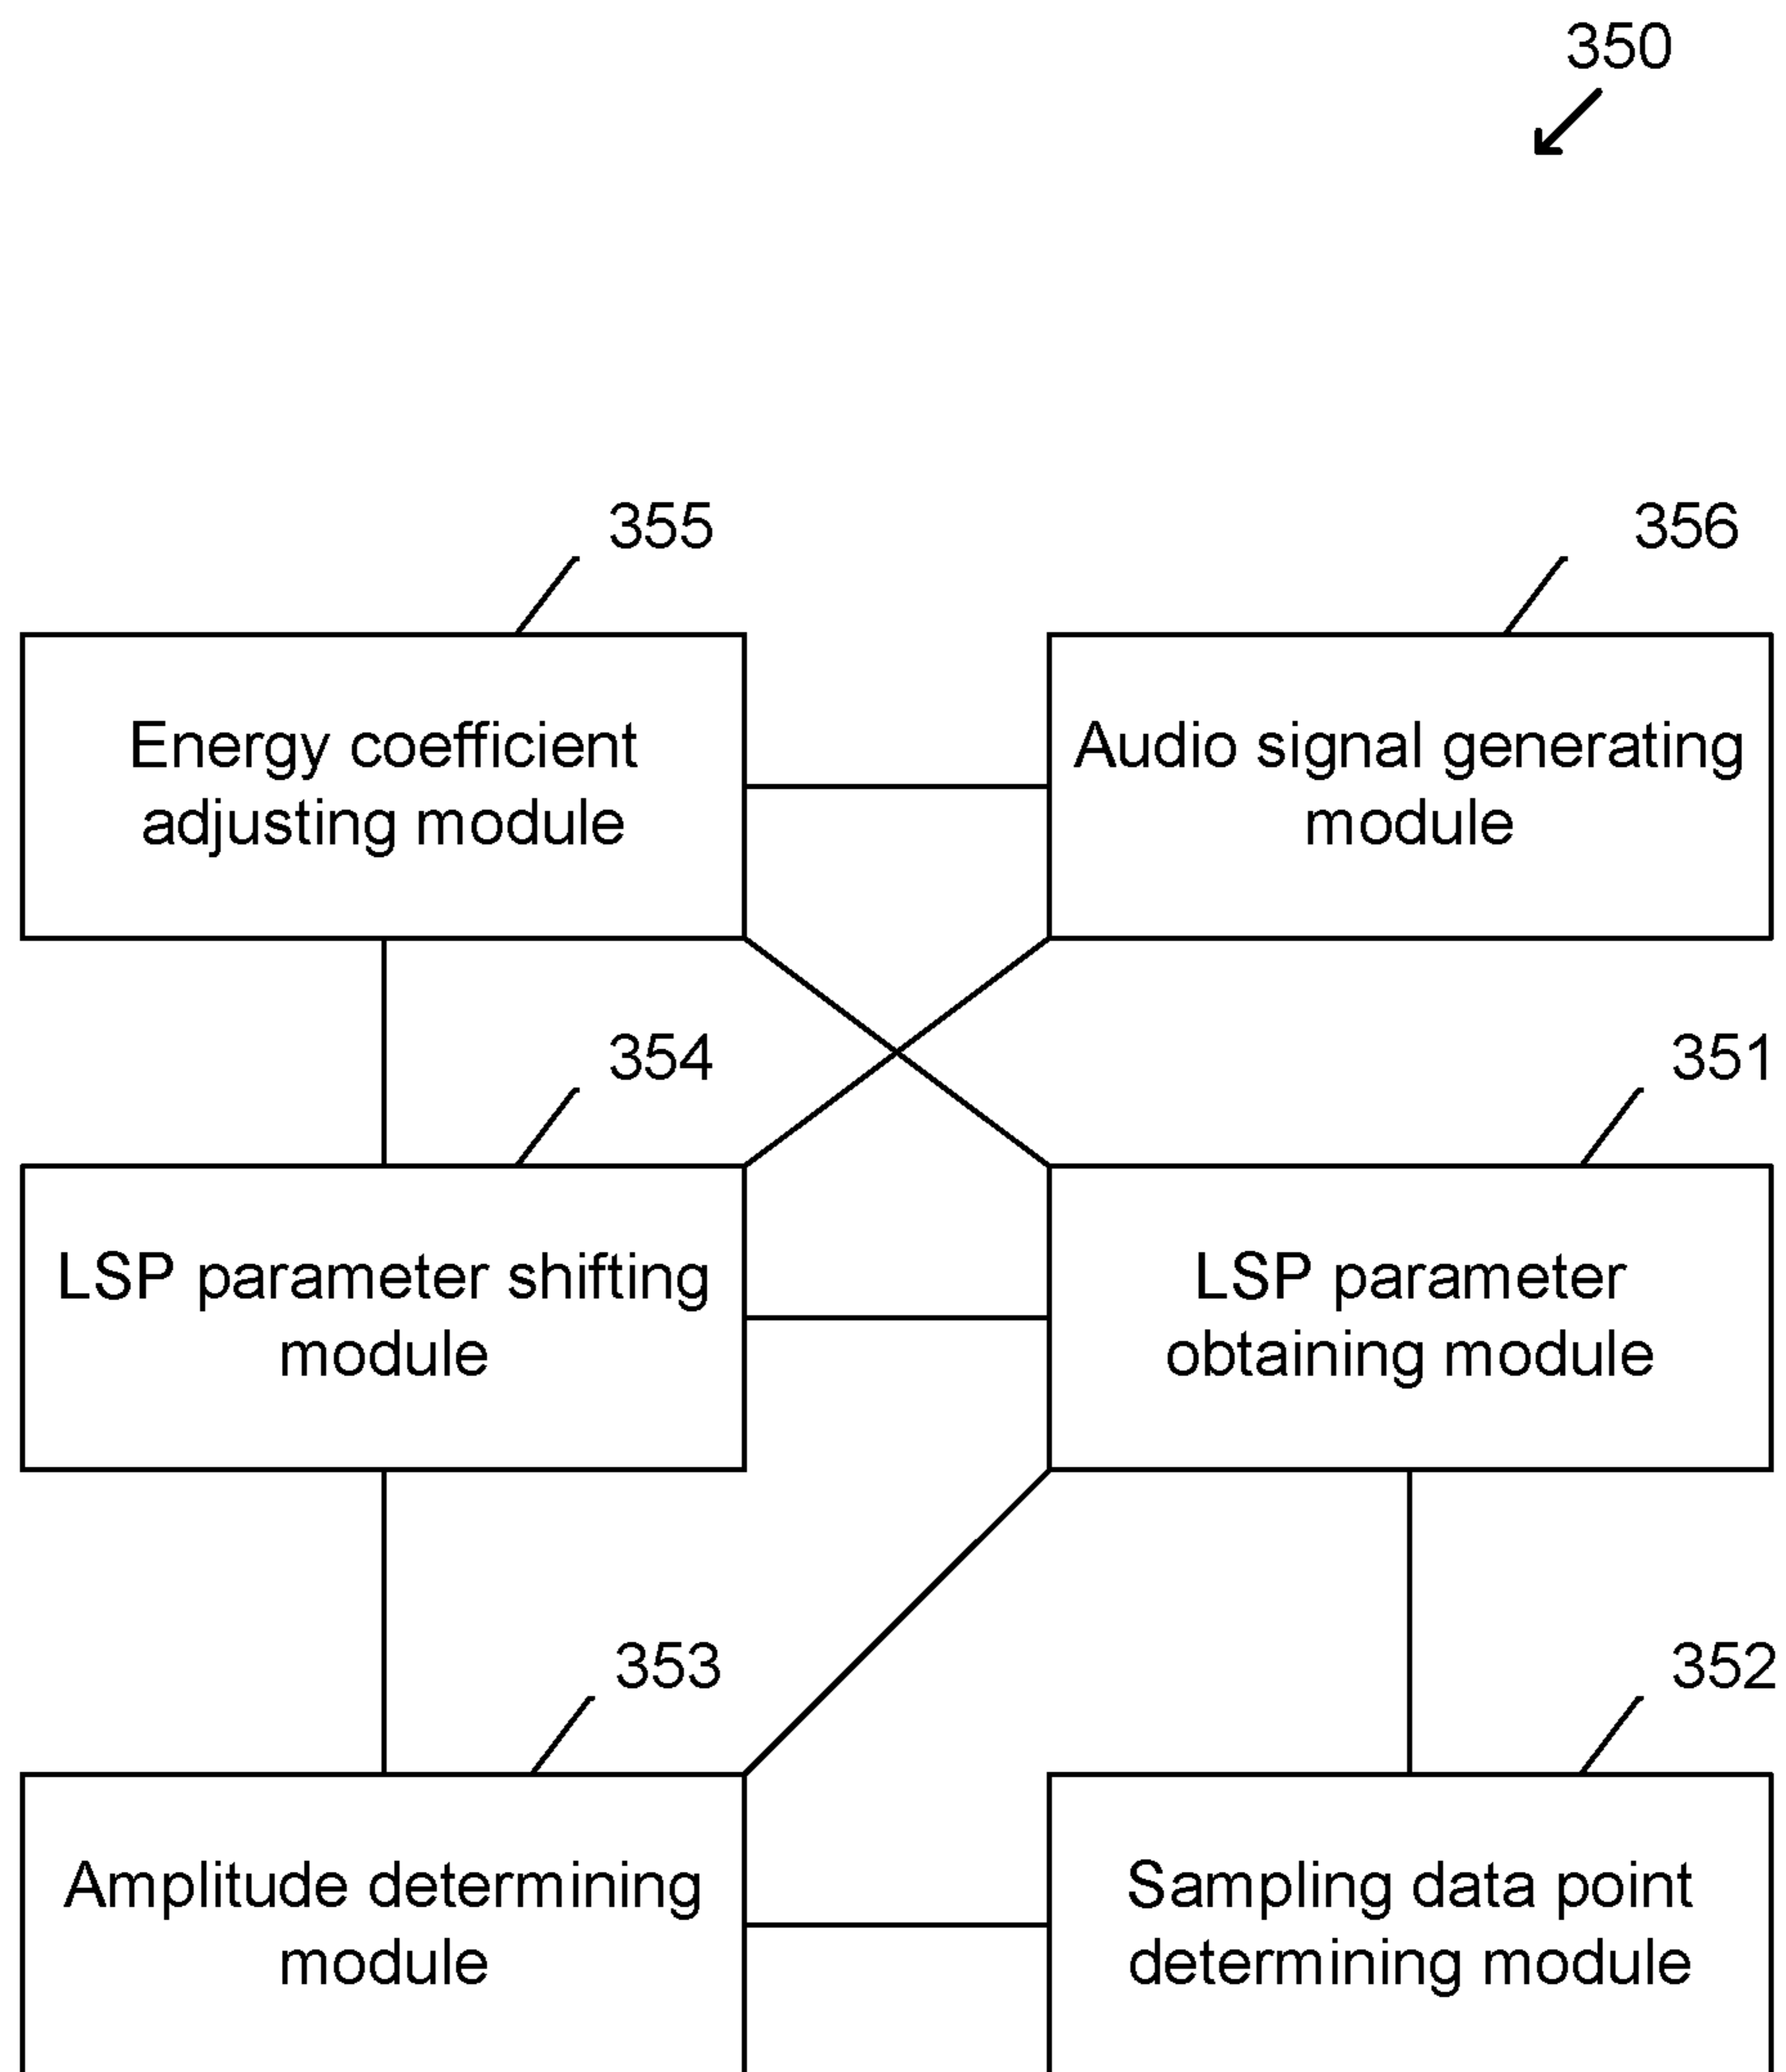 350
355
356
Energy coefficient
adjusting module
Audio signal generating
module
354
351
LSP parameter shifting
module
LSP parameter
obtaining module
353
352
Amplitude determining
module
Sampling data point
determining module